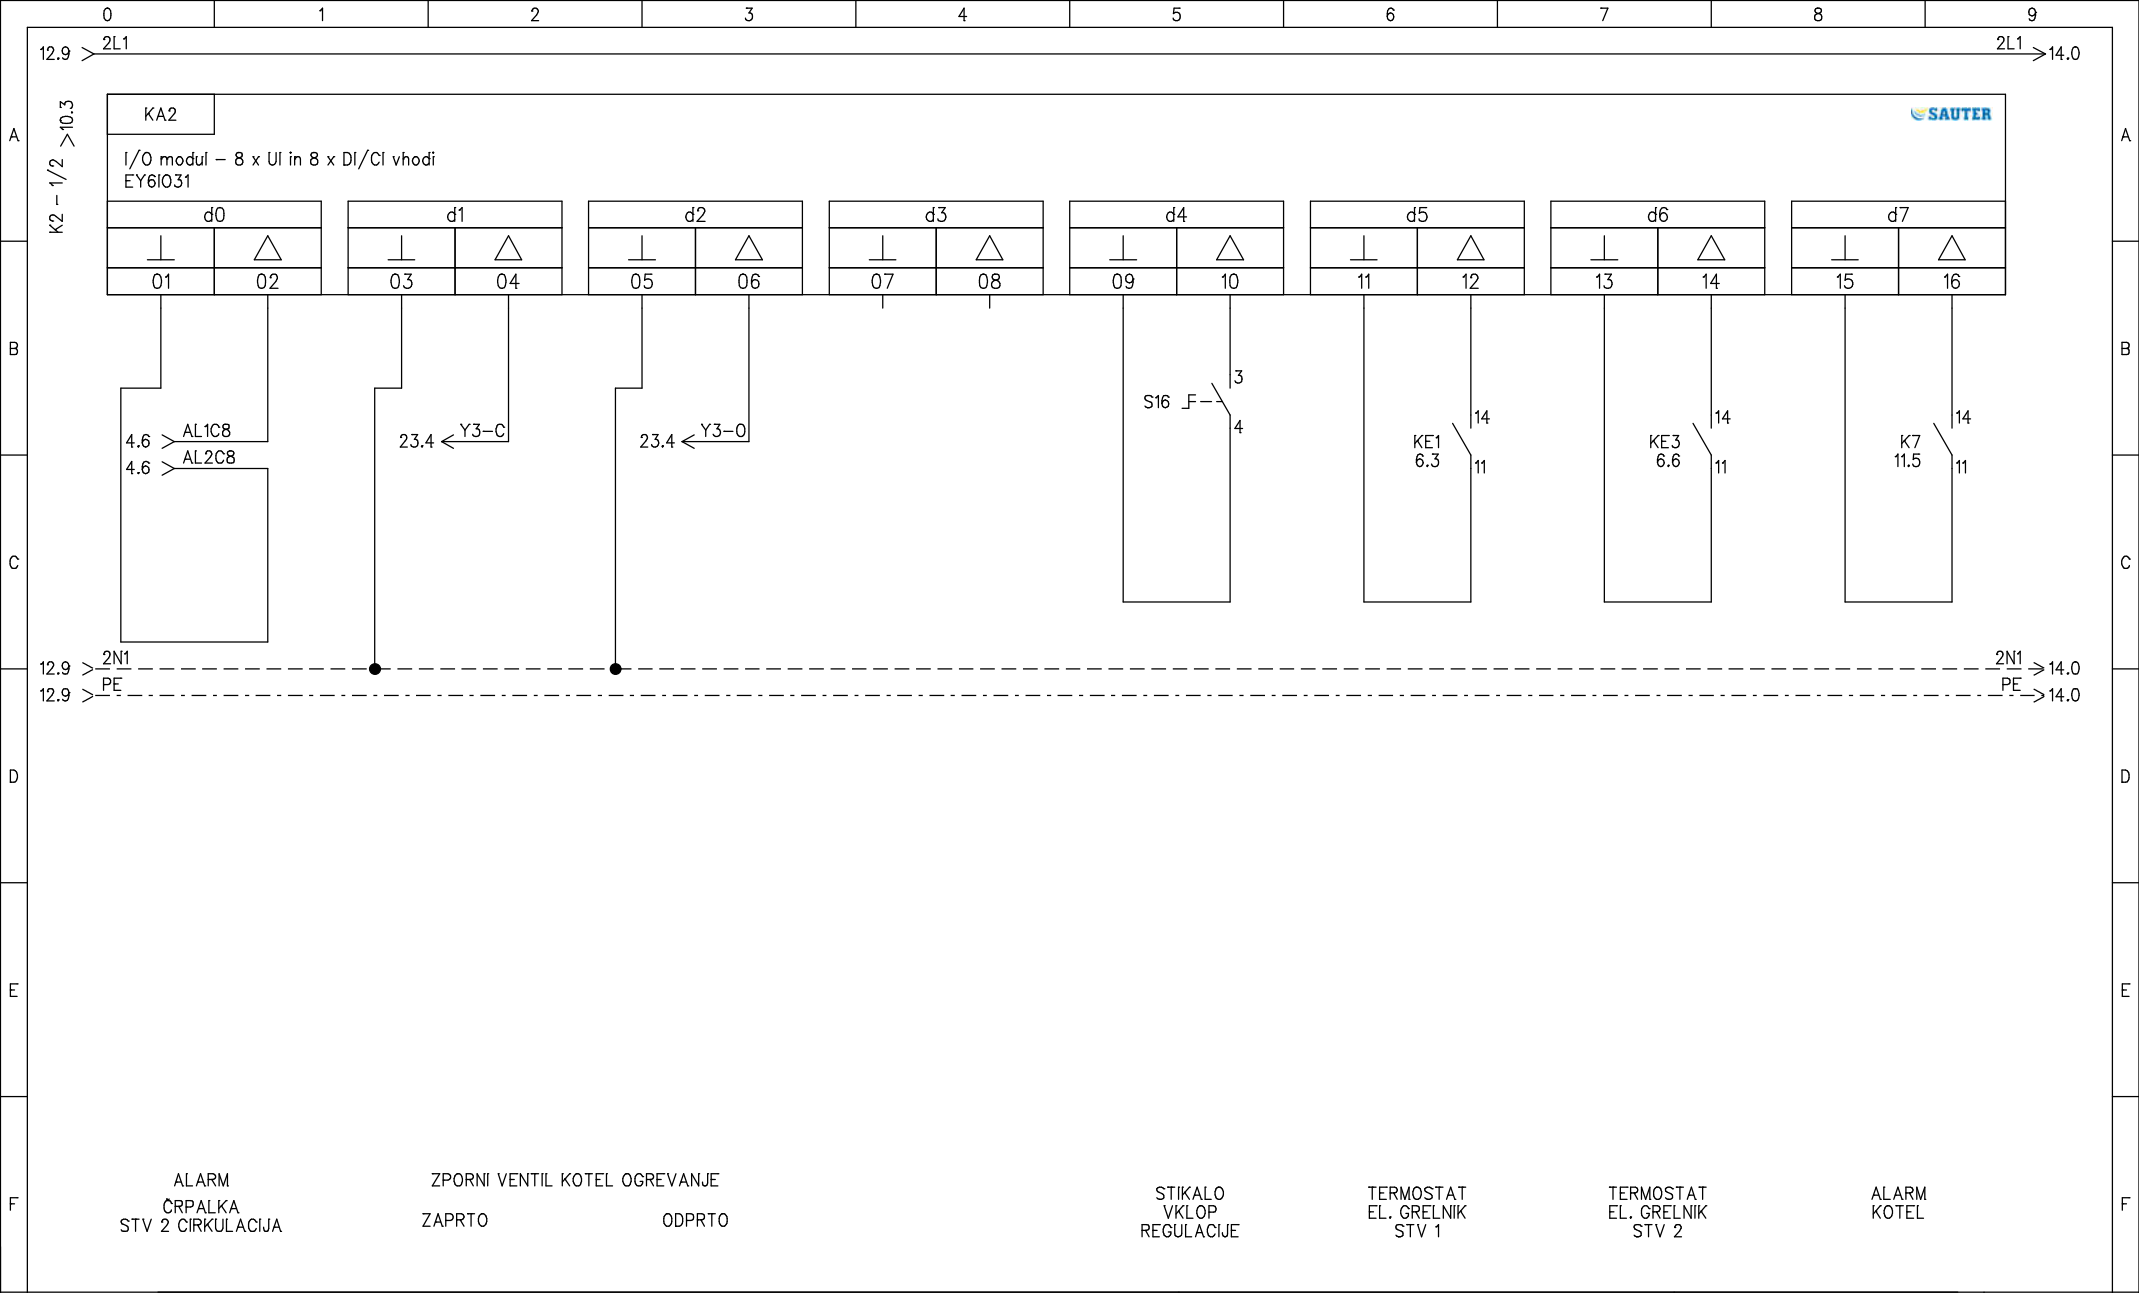 0 1 2 3 4 5 6 7 8 9
12.9 2L1 2L1 14.0
A A
K2 - 1/2 >10.3
KA2
SAUTER
I/O modul - 8 x UI in 8 x DI/CI vhodi
EY6IO31
d0 d1 d2 d3 d4 d5 d6 d7
01 02 03 04 05 06 07 08 09 10 11 12 13 14 15 16
B B
3
S16
4
14 14 14
4.6 AL1C8 23.4 Y3-C 23.4 Y3-O KE1 KE3 K7
4.6 AL2C8 6.3 6.6 11.5
11 11 11
C C
12.9 2N1 2N1 14.0
12.9 PE PE 14.0
D D
E E
F F
ALARM
ČRPALKA
STV 2 CIRKULACIJA
ZPORNI VENTIL KOTEL OGREVANJE
ZAPRTO ODPRTO
STIKALO
VKLOP
REGULACIJE
TERMOSTAT
EL. GRELNIK
STV 1
TERMOSTAT
EL. GRELNIK
STV 2
ALARM
KOTEL